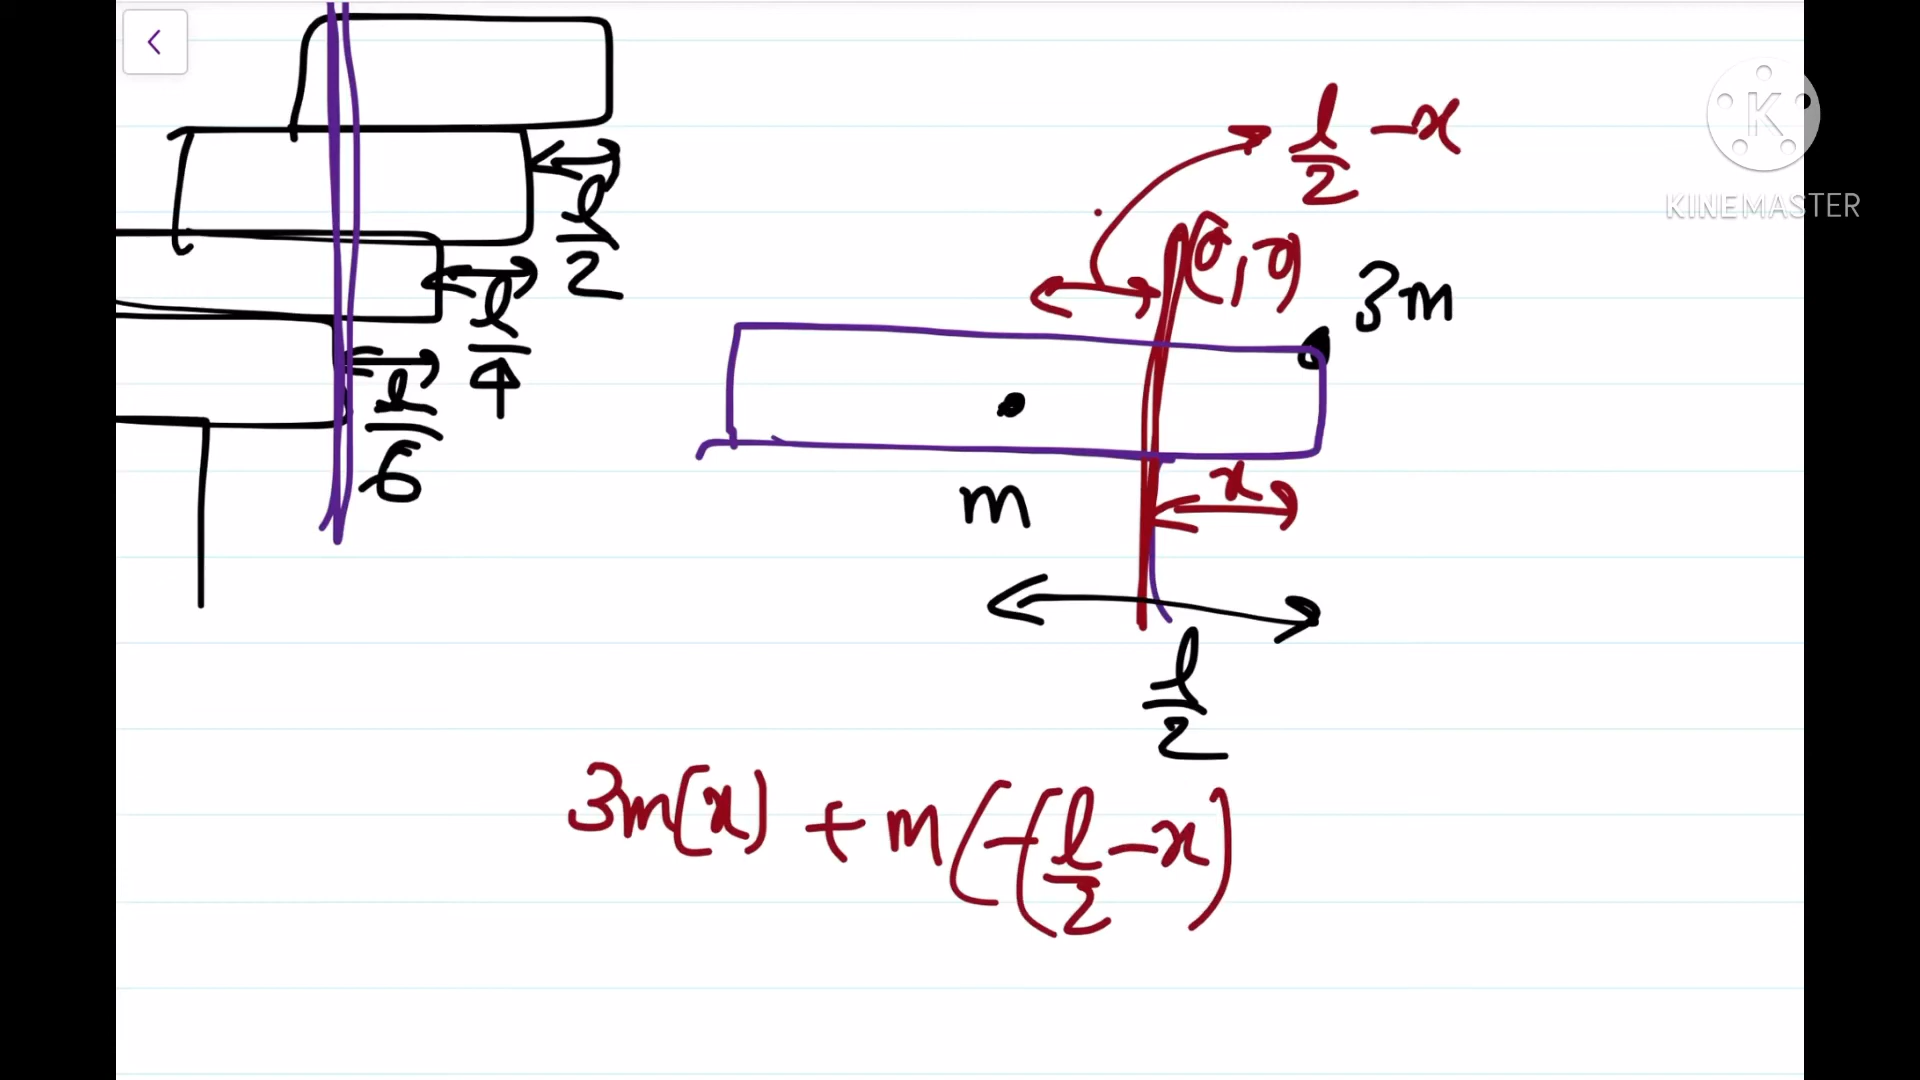 l/2
l/4
l/6
l/2 - x
(0, 0)
3m
m
x
l/2
3m(x) + m(-(l/2 - x)
K
KINEMASTER